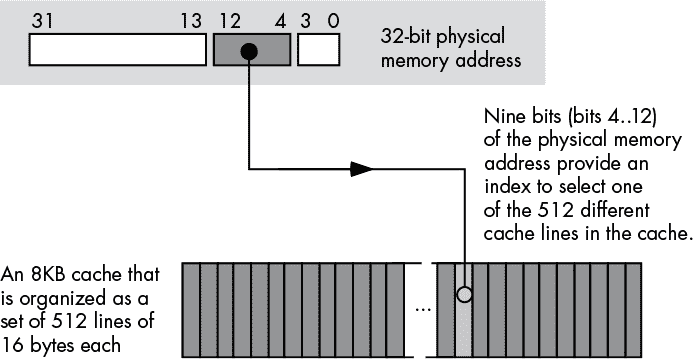 31 13 12 4 3 0
32-bit physical
memory address
Nine bits (bits 4..12)
of the physical memory
address provide an
index to select one
of the 512 different
cache lines in the cache.
An 8KB cache that
is organized as a
set of 512 lines of
16 bytes each
...